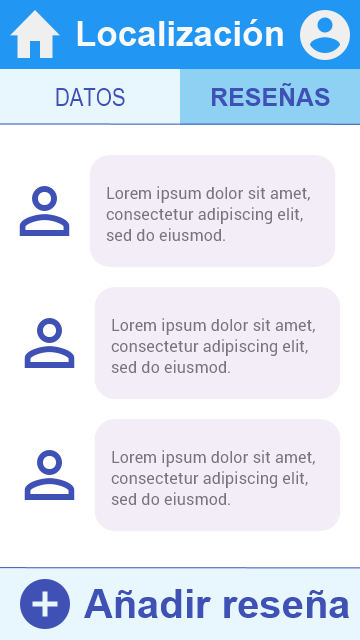 Localización
DATOS
RESEÑAS
Lorem ipsum dolor sit amet,
consectetur adipiscing elit,
sed do eiusmod.
Lorem ipsum dolor sit amet,
consectetur adipiscing elit,
sed do eiusmod.
Lorem ipsum dolor sit amet,
consectetur adipiscing elit,
sed do eiusmod.
Añadir reseña